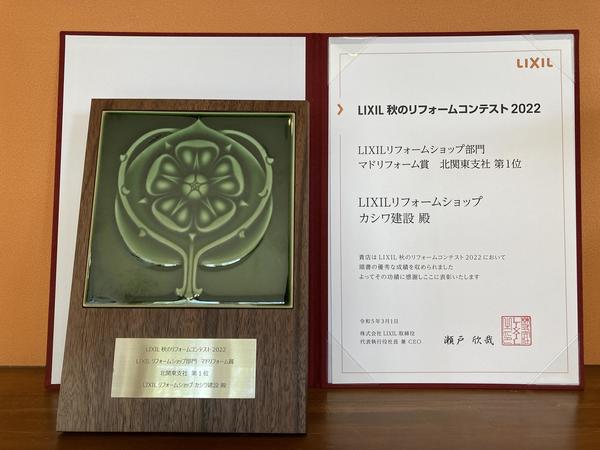 LIXIL
LIXIL 秋のリフォームコンテスト 2022
LIXILリフォームショップ部門
マドリフォーム賞 北関東支社 第1位
LIXILリフォームショップ
カシワ建設 殿
貴店は LIXIL 秋のリフォームコンテスト 2022 において
頭書の優秀な成績を収められました
よってその功績に感謝しここに表彰いたします
令和5年3月1日
株式会社 LIXIL 取締役
代表執行役社長 兼 CEO
瀬戸 欣哉
LIXIL 秋のリフォームコンテスト2022
LIXIL リフォームショップ部門 マドリフォーム賞
北関東支社 第1位
LIXIL リフォームショップ カシワ建設 殿